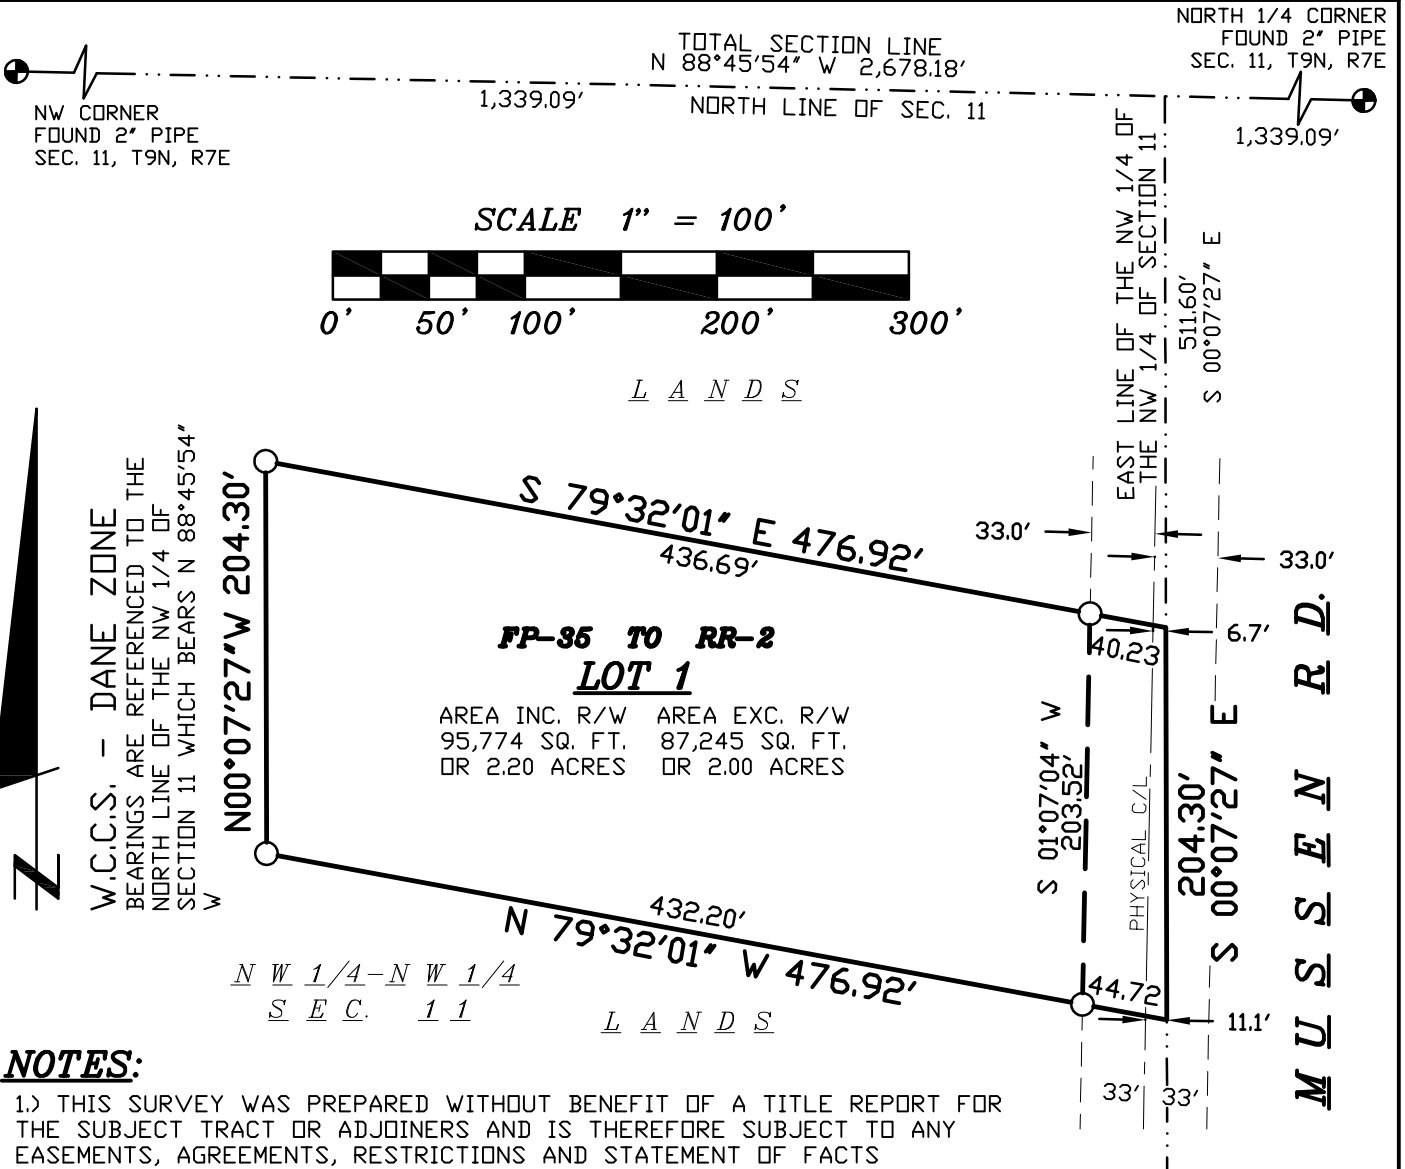 NORTH 1/4 CORNER
FOUND 2" PIPE
SEC. 11, T9N, R7E
TOTAL SECTION LINE
N 88°45'54" W 2,678.18'
1,339.09'
NORTH LINE OF SEC. 11
1,339.09'
NW CORNER
FOUND 2" PIPE
SEC. 11, T9N, R7E
SCALE 1" = 100'
0' 50' 100' 200' 300'
EAST LINE OF THE NW 1/4 OF
THE NW 1/4 OF SECTION 11
511.60'
S 00°07'27" E
L A N D S
W.C.C.S. - DANE ZONE
BEARINGS ARE REFERENCED TO THE
NORTH LINE OF THE NW 1/4 OF
SECTION 11 WHICH BEARS N 88°45'54"
W
N
N00°07'27"W 204.30'
S 79°32'01" E 476.92'
436.69'
33.0'
33.0'
6.7'
40.23
FP-35 TO RR-2
LOT 1
AREA INC. R/W AREA EXC. R/W
95,774 SQ. FT. 87,245 SQ. FT.
OR 2.20 ACRES OR 2.00 ACRES
S 01°07'04" W
203.52'
PHYSICAL C/L
204.30'
S 00°07'27" E
MUSSEN RD.
432.20'
N 79°32'01" W 476.92'
44.72
11.1'
33' 33'
N W 1/4-N W 1/4
S E C. 1 1
L A N D S
NOTES:
1.) THIS SURVEY WAS PREPARED WITHOUT BENEFIT OF A TITLE REPORT FOR
THE SUBJECT TRACT OR ADJOINERS AND IS THEREFORE SUBJECT TO ANY
EASEMENTS, AGREEMENTS, RESTRICTIONS AND STATEMENT OF FACTS